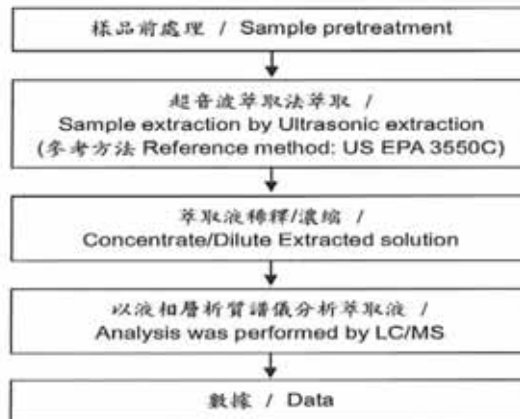 樣品前處理 / Sample pretreatment
超音波萃取法萃取 /
Sample extraction by Ultrasonic extraction
(參考方法 Reference method: US EPA 3550C)
萃取液稀釋/濃縮 /
Concentrate/Dilute Extracted solution
以液相層析質譜儀分析萃取液 /
Analysis was performed by LC/MS
數據 / Data